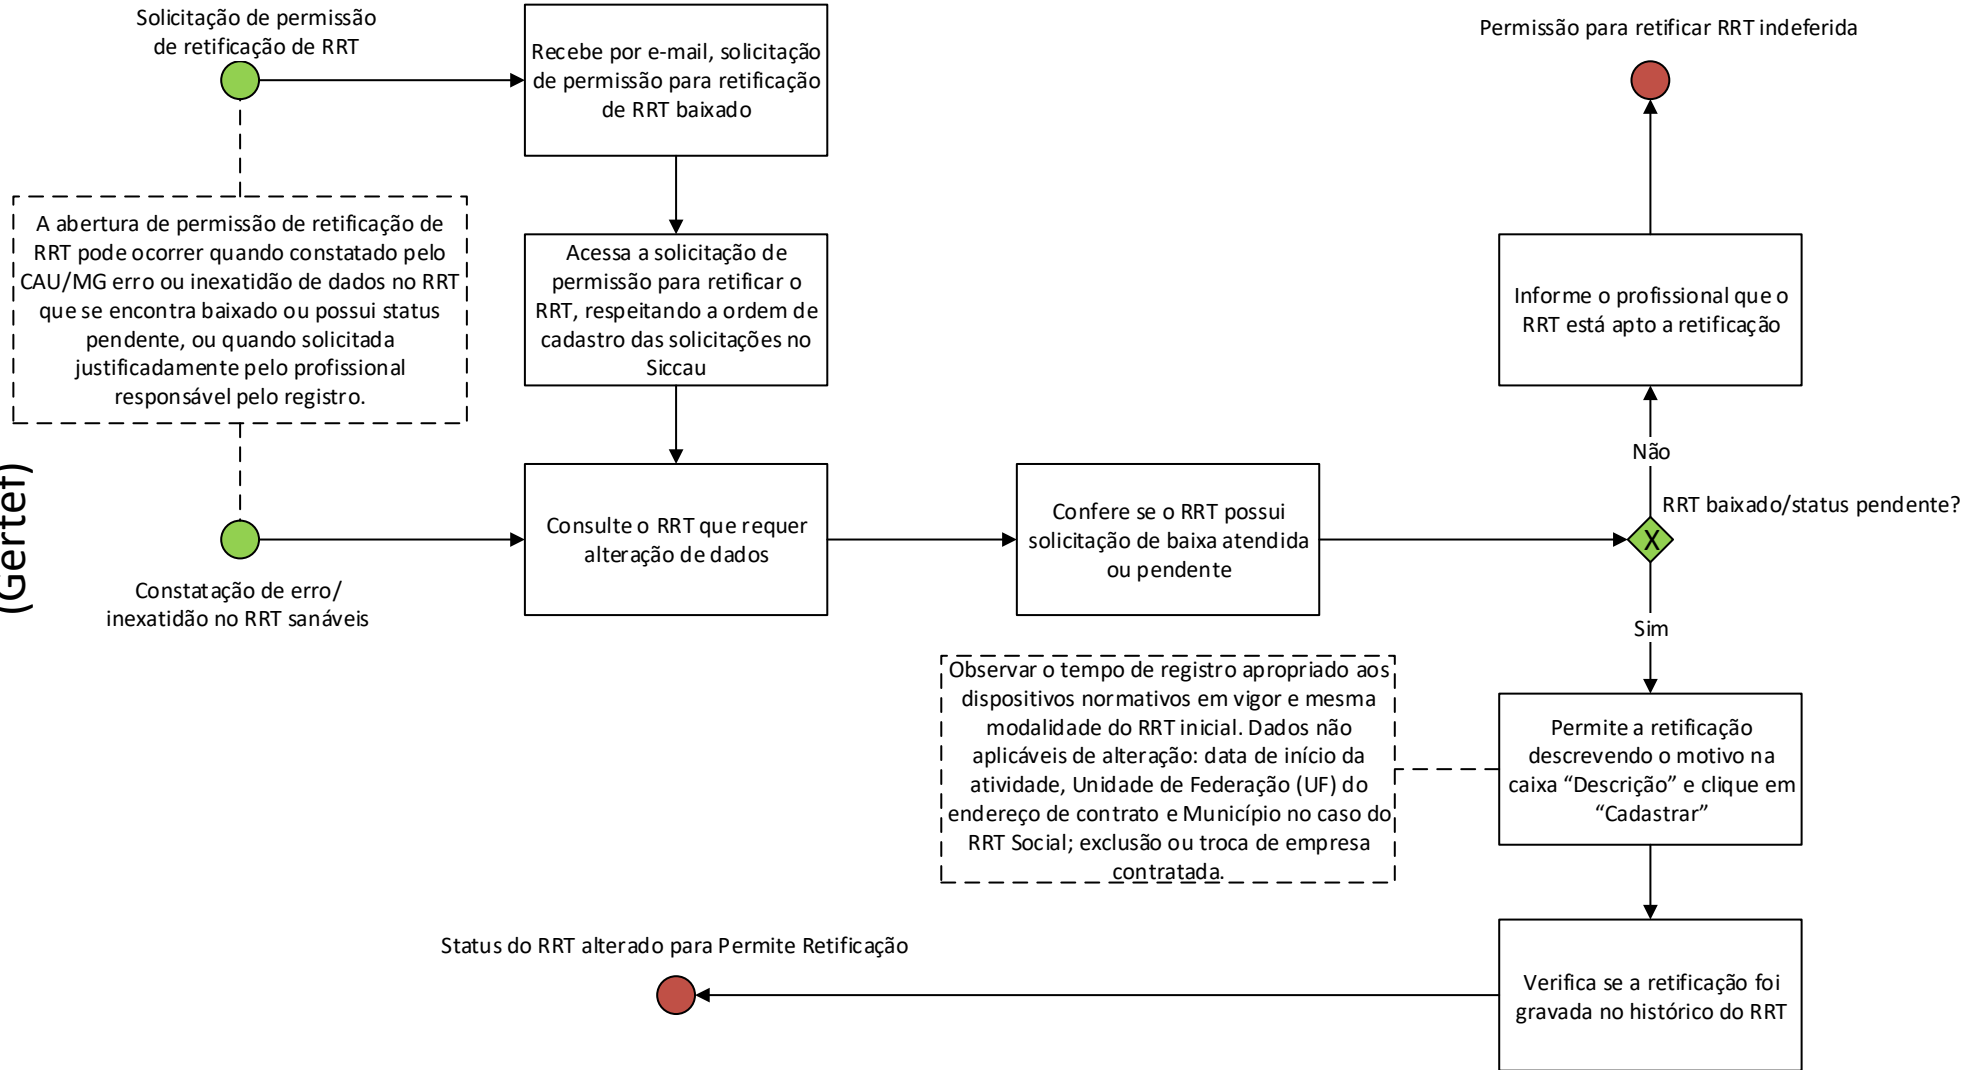 Solicitação de permissão
de retificação de RRT
Recebe por e-mail, solicitação
de permissão para retificação
de RRT baixado
Permissão para retificar RRT indeferida
A abertura de permissão de retificação de
RRT pode ocorrer quando constatado pelo
CAU/MG erro ou inexatidão de dados no RRT
que se encontra baixado ou possui status
pendente, ou quando solicitada
justificadamente pelo profissional
responsável pelo registro.
Acessa a solicitação de
permissão para retificar o
RRT, respeitando a ordem de
cadastro das solicitações no
Siccau
Informe o profissional que o
RRT está apto a retificação
Não
(Gertef)
Constatação de erro/
inexatidão no RRT sanáveis
Consulte o RRT que requer
alteração de dados
Confere se o RRT possui
solicitação de baixa atendida
ou pendente
RRT baixado/status pendente?
X
Sim
Observar o tempo de registro apropriado aos
dispositivos normativos em vigor e mesma
modalidade do RRT inicial. Dados não
aplicáveis de alteração: data de início da
atividade, Unidade de Federação (UF) do
endereço de contrato e Município no caso do
RRT Social; exclusão ou troca de empresa
contratada.
Permite a retificação
descrevendo o motivo na
caixa “Descrição” e clique em
“Cadastrar”
Status do RRT alterado para Permite Retificação
Verifica se a retificação foi
gravada no histórico do RRT